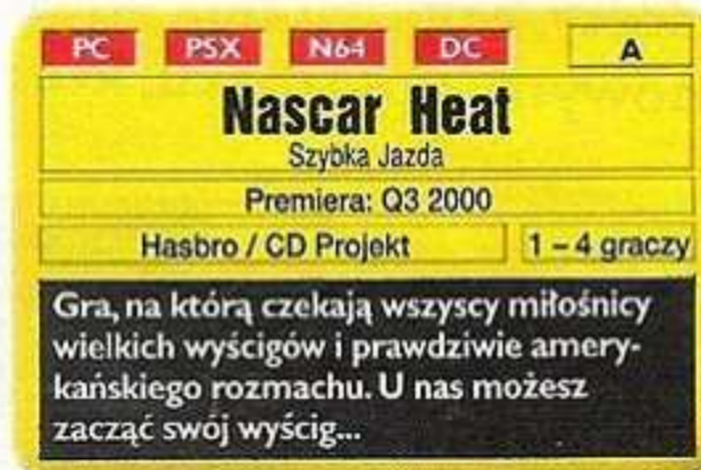 PC PSX N64 DC A
Nascar Heat
Szybka Jazda
Premiera: Q3 2000
Hasbro / CD Projekt 1 – 4 graczy
Gra, na którą czekają wszyscy miłośnicy
wielkich wyścigów i prawdziwie amery-
kańskiego rozmachu. U nas możesz
zacząć swój wyścig...